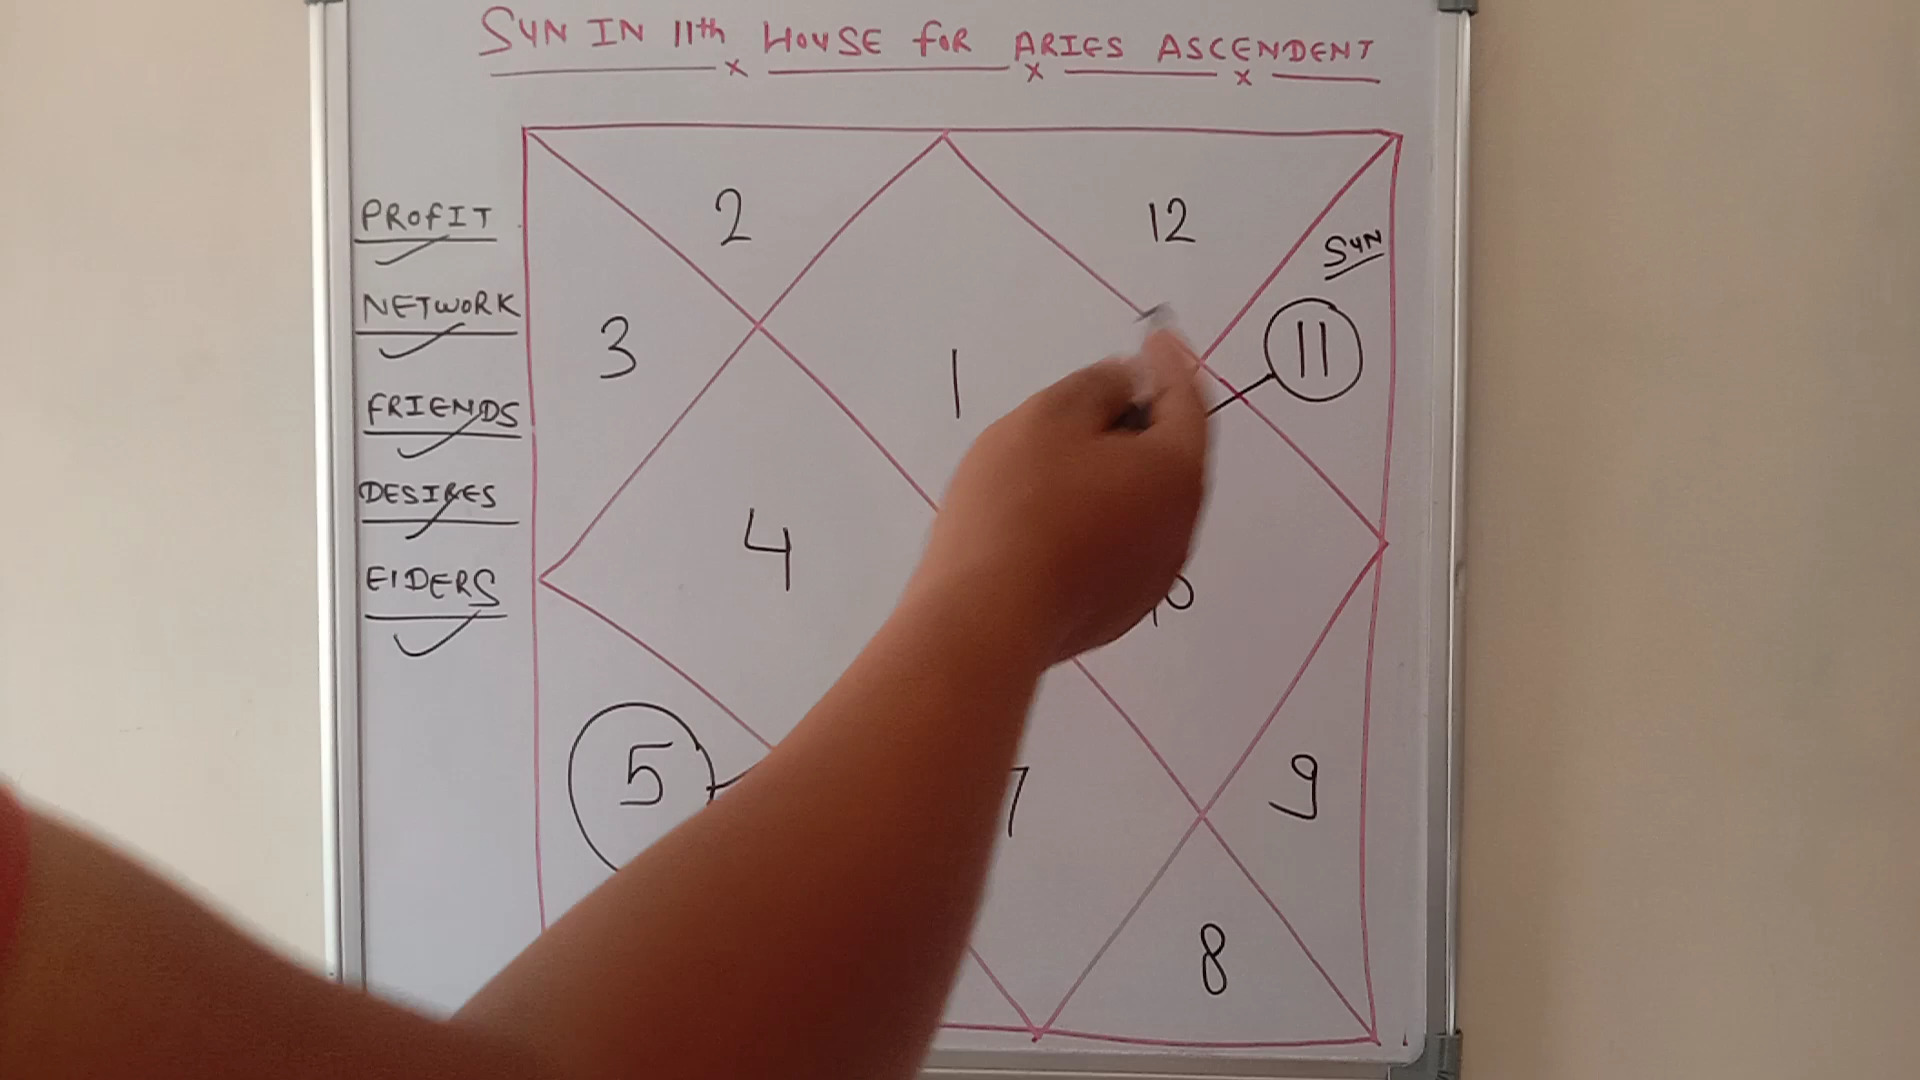 SUN IN 11th HOUSE FOR ARIES ASCENDENT
x x x
PROFIT
NETWORK
FRIENDS
DESIRES
ElDERS
2
12
SUN
11
3
1
4
5
7
9
8